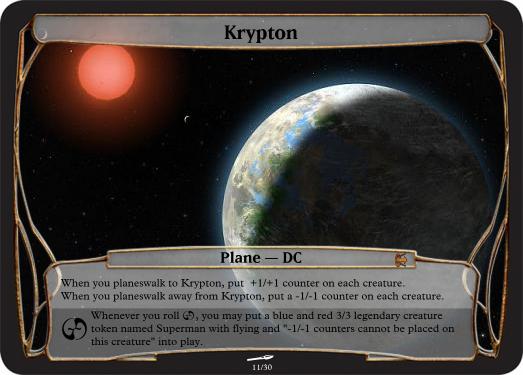 Krypton
Plane — DC
When you planeswalk to Krypton, put +1/+1 counter on each creature.
When you planeswalk away from Krypton, put a -1/-1 counter on each creature.
Whenever you roll , you may put a blue and red 3/3 legendary creature
token named Superman with flying and "-1/-1 counters cannot be placed on
this creature" into play.
11/30